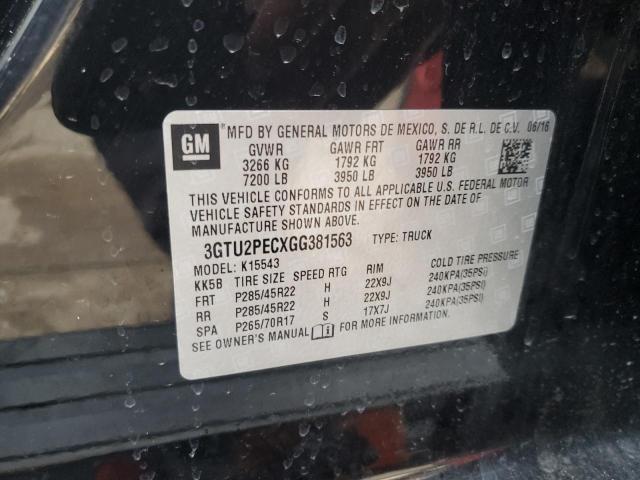 GM MFD BY GENERAL MOTORS DE MEXICO, S. DE R.L. DE C.V. 06/16
GVWR GAWR FRT GAWR RR
3266 KG 1792 KG 1792 KG
7200 LB 3950 LB 3950 LB
THIS VEHICLE CONFORMS TO ALL APPLICABLE U.S. FEDERAL MOTOR
VEHICLE SAFETY STANDARDS IN EFFECT ON THE DATE OF
MANUFACTURE SHOWN ABOVE.
3GTU2PECXGG381563 TYPE: TRUCK
MODEL: K15543
KK5B TIRE SIZE SPEED RTG RIM COLD TIRE PRESSURE
FRT P285/45R22 H 22X9J 240KPA(35PSI)
RR P285/45R22 H 22X9J 240KPA(35PSI)
SPA P265/70R17 S 17X7J 240KPA(35PSI)
SEE OWNER'S MANUAL FOR MORE INFORMATION.